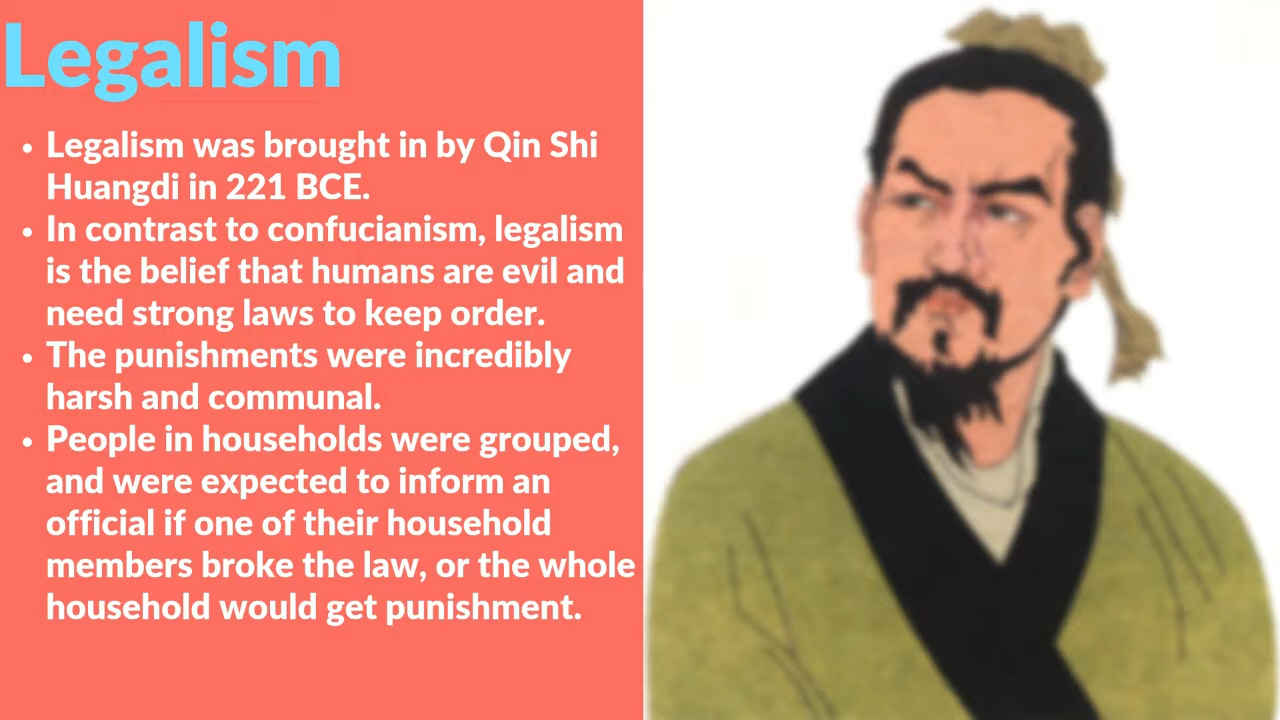 Legalism
• Legalism was brought in by Qin Shi
Huangdi in 221 BCE.
• In contrast to confucianism, legalism
is the belief that humans are evil and
need strong laws to keep order.
• The punishments were incredibly
harsh and communal.
• People in households were grouped,
and were expected to inform an
official if one of their household
members broke the law, or the whole
household would get punishment.